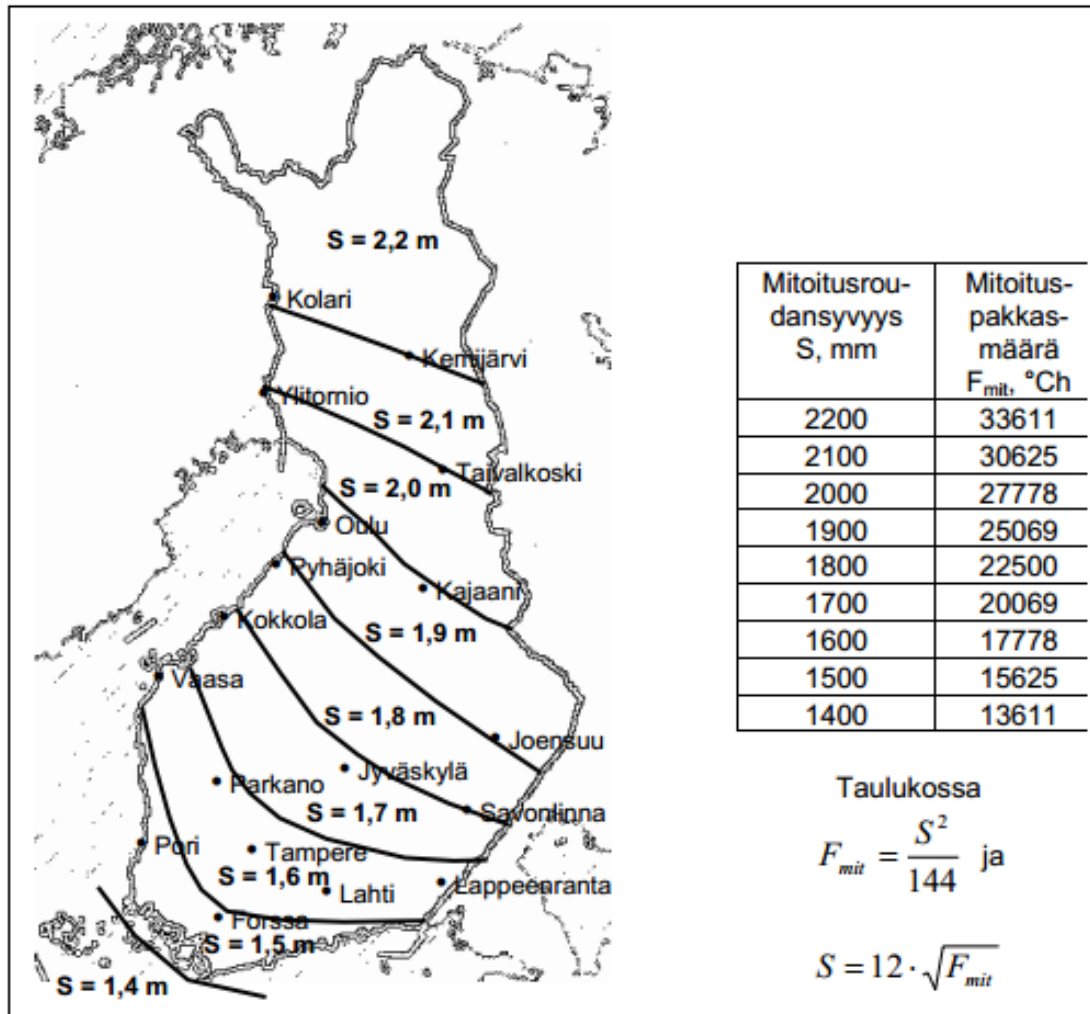 S = 2,2 m
Kolari
Kemijärvi
Ylitornio
S = 2,1 m
Taivalkoski
S = 2,0 m
Oulu
Pyhäjoki
Kajaani
Kokkola
S = 1,9 m
Vaasa
S = 1,8 m
Joensuu
Jyväskylä
Parkano
Savonlinna
S = 1,7 m
Pori
Tampere
S = 1,6 m
Lahti
Lappeenranta
Forssa
S = 1,5 m
S = 1,4 m
Mitoitusrou-
dansyvyys
S, mm
Mitoitus-
pakkas-
määrä
Fmit, °Ch
2200 33611
2100 30625
2000 27778
1900 25069
1800 22500
1700 20069
1600 17778
1500 15625
1400 13611
Taulukossa
F_mit = S²/144 ja
S = 12 · √F_mit